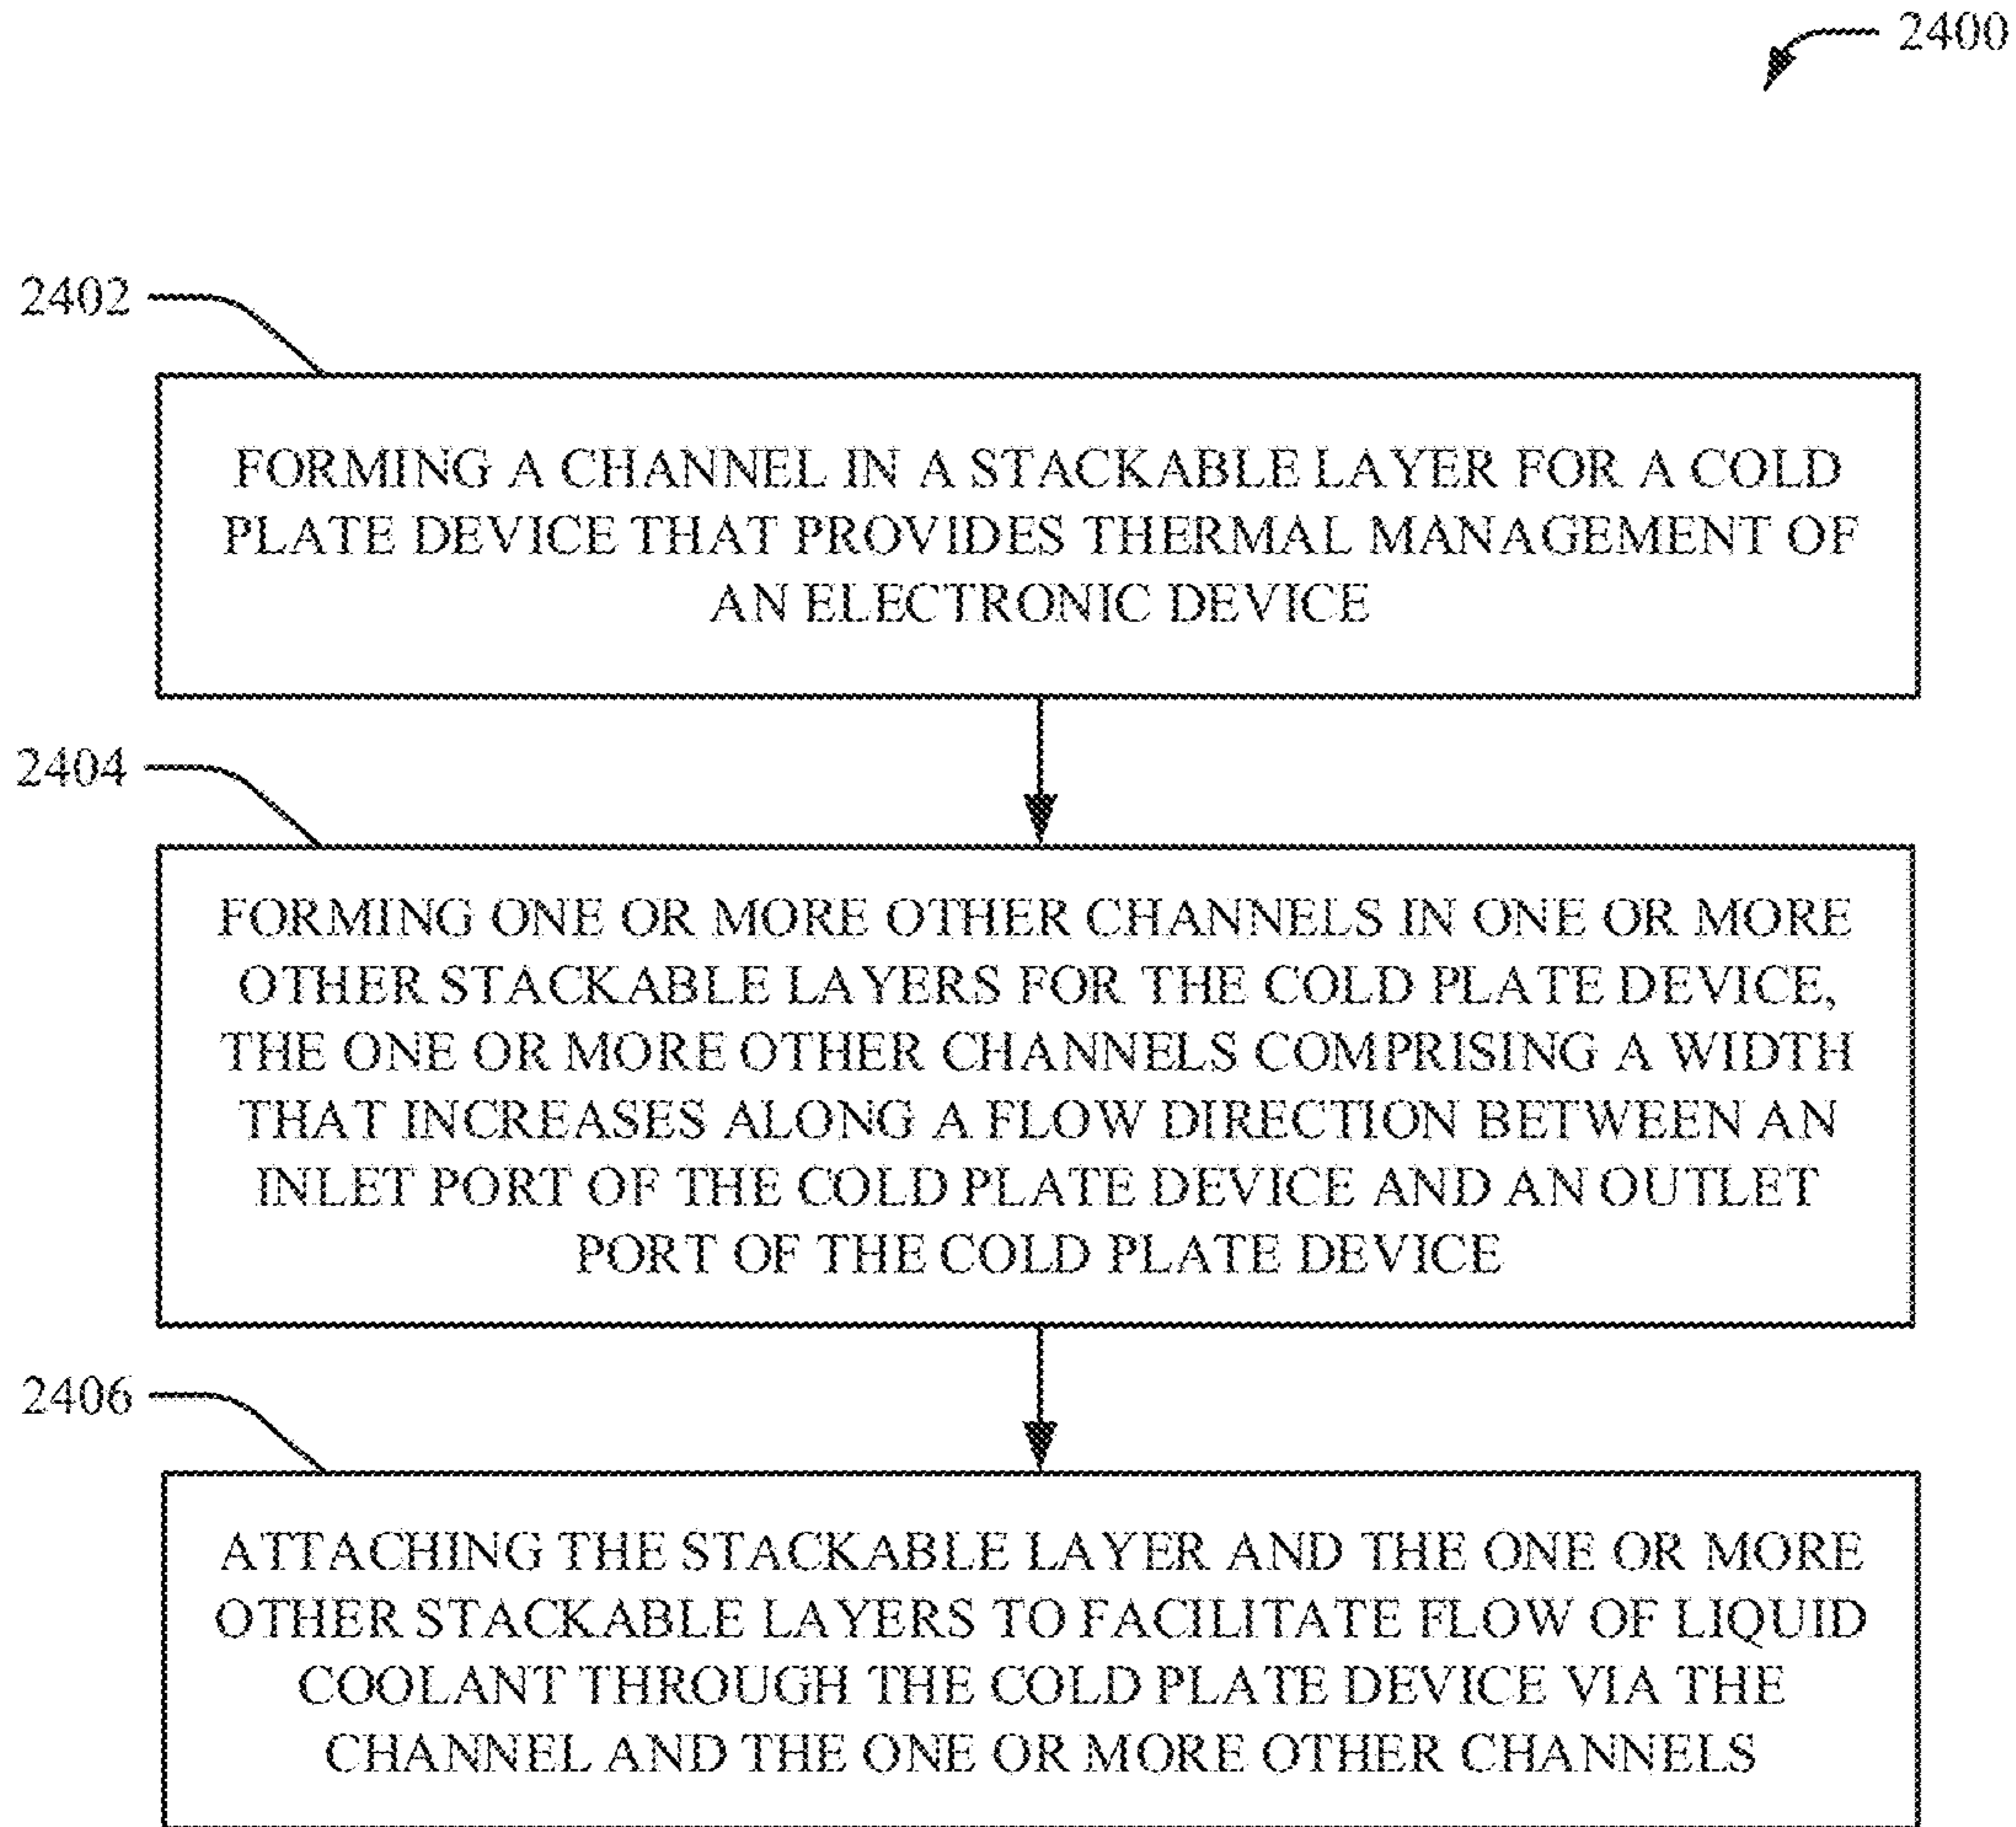 2400
2402
FORMING A CHANNEL IN A STACKABLE LAYER FOR A COLD
PLATE DEVICE THAT PROVIDES THERMAL MANAGEMENT OF
AN ELECTRONIC DEVICE
2404
FORMING ONE OR MORE OTHER CHANNELS IN ONE OR MORE
OTHER STACKABLE LAYERS FOR THE COLD PLATE DEVICE,
THE ONE OR MORE OTHER CHANNELS COMPRISING A WIDTH
THAT INCREASES ALONG A FLOW DIRECTION BETWEEN AN
INLET PORT OF THE COLD PLATE DEVICE AND AN OUTLET
PORT OF THE COLD PLATE DEVICE
2406
ATTACHING THE STACKABLE LAYER AND THE ONE OR MORE
OTHER STACKABLE LAYERS TO FACILITATE FLOW OF LIQUID
COOLANT THROUGH THE COLD PLATE DEVICE VIA THE
CHANNEL AND THE ONE OR MORE OTHER CHANNELS